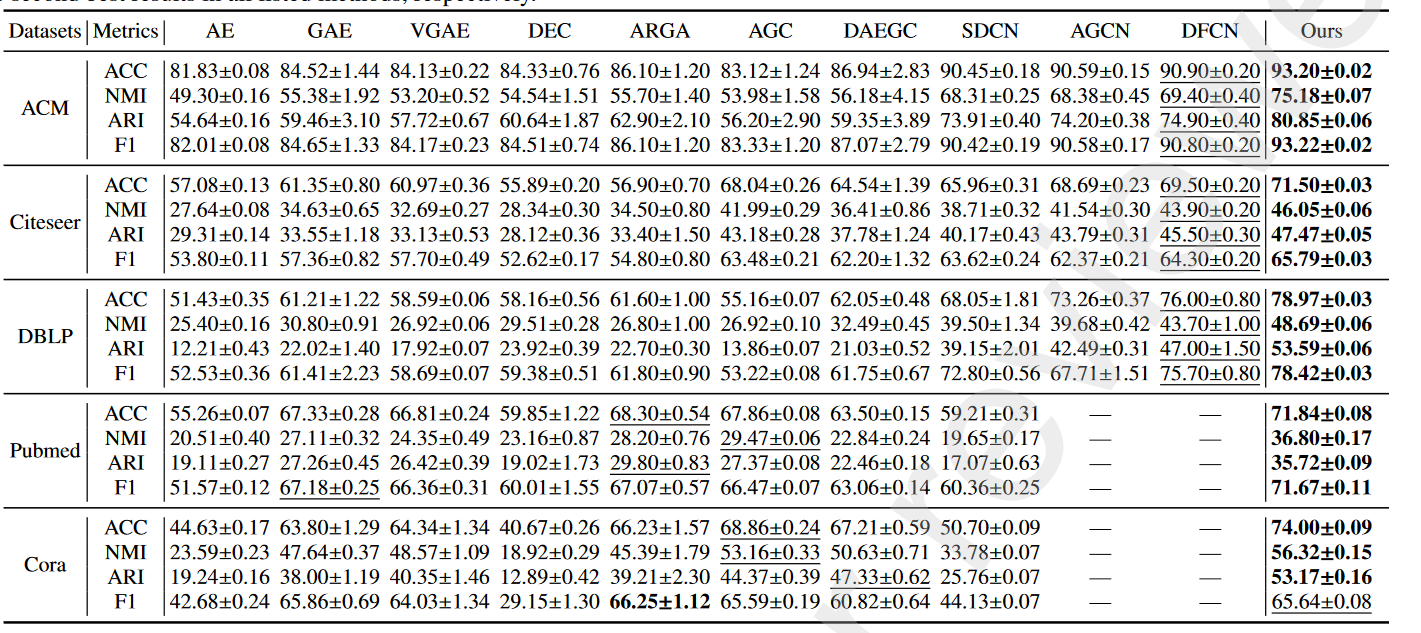 second best results in all listed methods, respectively.
Datasets Metrics AE GAE VGAE DEC ARGA AGC DAEGC SDCN AGCN DFCN Ours
ACM
ACC 81.83±0.08 84.52±1.44 84.13±0.22 84.33±0.76 86.10±1.20 83.12±1.24 86.94±2.83 90.45±0.18 90.59±0.15 90.90±0.20 93.20±0.02
NMI 49.30±0.16 55.38±1.92 53.20±0.52 54.54±1.51 55.70±1.40 53.98±1.58 56.18±4.15 68.31±0.25 68.38±0.45 69.40±0.40 75.18±0.07
ARI 54.64±0.16 59.46±3.10 57.72±0.67 60.64±1.87 62.90±2.10 56.20±2.90 59.35±3.89 73.91±0.40 74.20±0.38 74.90±0.40 80.85±0.06
F1 82.01±0.08 84.65±1.33 84.17±0.23 84.51±0.74 86.10±1.20 83.33±1.20 87.07±2.79 90.42±0.19 90.58±0.17 90.80±0.20 93.22±0.02
Citeseer
ACC 57.08±0.13 61.35±0.80 60.97±0.36 55.89±0.20 56.90±0.70 68.04±0.26 64.54±1.39 65.96±0.31 68.69±0.23 69.50±0.20 71.50±0.03
NMI 27.64±0.08 34.63±0.65 32.69±0.27 28.34±0.30 34.50±0.80 41.99±0.29 36.41±0.86 38.71±0.32 41.54±0.30 43.90±0.20 46.05±0.06
ARI 29.31±0.14 33.55±1.18 33.13±0.53 28.12±0.36 33.40±1.50 43.18±0.28 37.78±1.24 40.17±0.43 43.79±0.31 45.50±0.30 47.47±0.05
F1 53.80±0.11 57.36±0.82 57.70±0.49 52.62±0.17 54.80±0.80 63.48±0.21 62.20±1.32 63.62±0.24 62.37±0.21 64.30±0.20 65.79±0.03
DBLP
ACC 51.43±0.35 61.21±1.22 58.59±0.06 58.16±0.56 61.60±1.00 55.16±0.07 62.05±0.48 68.05±1.81 73.26±0.37 76.00±0.80 78.97±0.03
NMI 25.40±0.16 30.80±0.91 26.92±0.06 29.51±0.28 26.80±1.00 26.92±0.10 32.49±0.45 39.50±1.34 39.68±0.42 43.70±1.00 48.69±0.06
ARI 12.21±0.43 22.02±1.40 17.92±0.07 23.92±0.39 22.70±0.30 13.86±0.07 21.03±0.52 39.15±2.01 42.49±0.31 47.00±1.50 53.59±0.06
F1 52.53±0.36 61.41±2.23 58.69±0.07 59.38±0.51 61.80±0.90 53.22±0.08 61.75±0.67 72.80±0.56 67.71±1.51 75.70±0.80 78.42±0.03
Pubmed
ACC 55.26±0.07 67.33±0.28 66.81±0.24 59.85±1.22 68.30±0.54 67.86±0.08 63.50±0.15 59.21±0.31 — — 71.84±0.08
NMI 20.51±0.40 27.11±0.32 24.35±0.49 23.16±0.87 28.20±0.76 29.47±0.06 22.84±0.24 19.65±0.17 — — 36.80±0.17
ARI 19.11±0.27 27.26±0.45 26.42±0.39 19.02±1.73 29.80±0.83 27.37±0.08 22.46±0.18 17.07±0.63 — — 35.72±0.09
F1 51.57±0.12 67.18±0.25 66.36±0.31 60.01±1.55 67.07±0.57 66.47±0.07 63.06±0.14 60.36±0.25 — — 71.67±0.11
Cora
ACC 44.63±0.17 63.80±1.29 64.34±1.34 40.67±0.26 66.23±1.57 68.86±0.24 67.21±0.59 50.70±0.09 — — 74.00±0.09
NMI 23.59±0.23 47.64±0.37 48.57±1.09 18.92±0.29 45.39±1.79 53.16±0.33 50.63±0.71 33.78±0.07 — — 56.32±0.15
ARI 19.24±0.16 38.00±1.19 40.35±1.46 12.89±0.42 39.21±2.30 44.37±0.39 47.33±0.62 25.76±0.07 — — 53.17±0.16
F1 42.68±0.24 65.86±0.69 64.03±1.34 29.15±1.30 66.25±1.12 65.59±0.19 60.82±0.64 44.13±0.07 — — 65.64±0.08